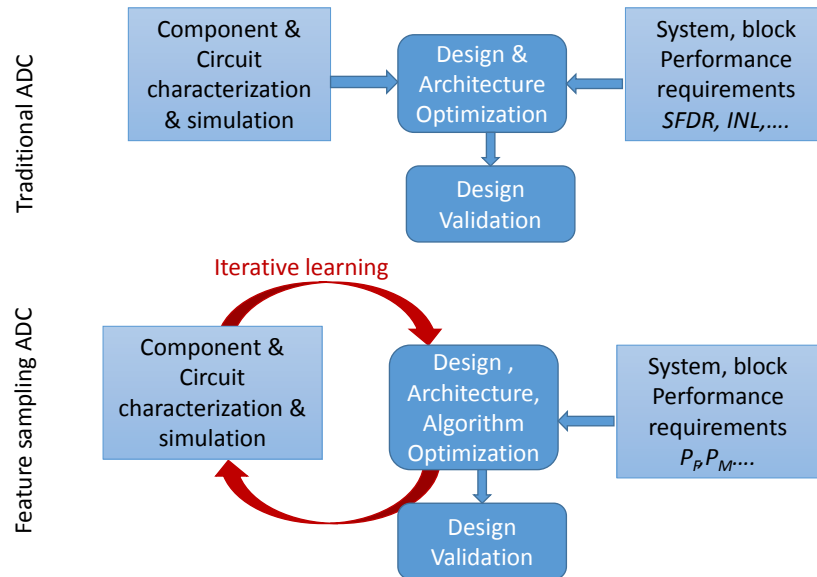 Traditional ADC
Component &
Circuit
characterization
& simulation
Design &
Architecture
Optimization
System, block
Performance
requirements
SFDR, INL,....
Design
Validation
Feature sampling ADC
Iterative learning
Component &
Circuit
characterization &
simulation
Design ,
Architecture,
Algorithm
Optimization
System, block
Performance
requirements
P_F,P_M....
Design
Validation